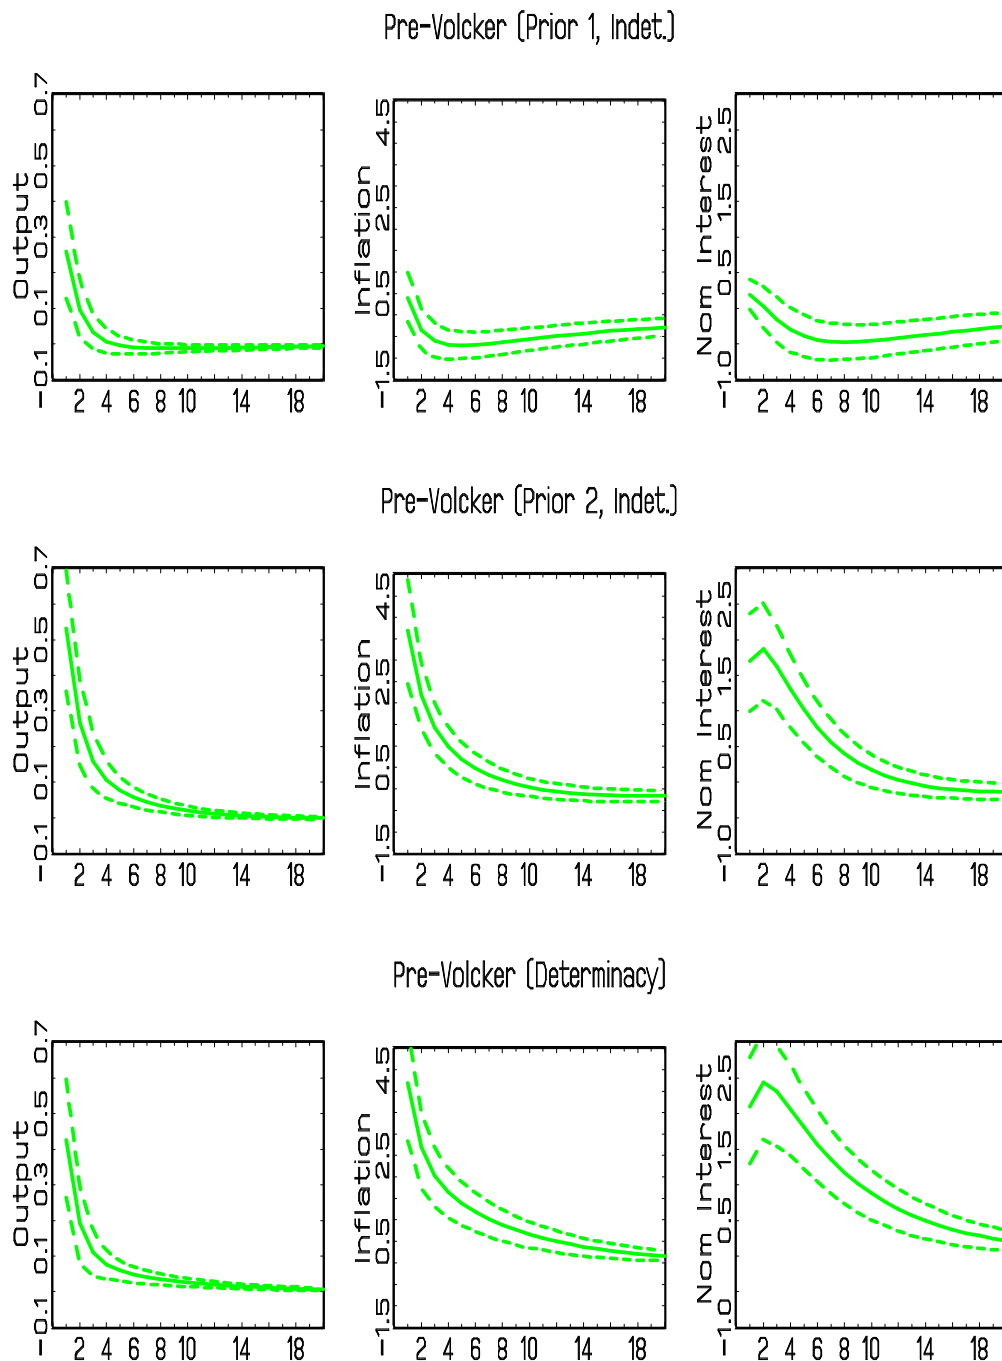 Pre-Volcker (Prior 1, Indet.)
Output
-0.1 0.1 0.3 0.5 0.7
2 4 6 8 10 14 18
Inflation
-1.5 0.5 2.5 4.5
2 4 6 8 10 14 18
Nom Interest
-1.0 0.5 1.5 2.5
2 4 6 8 10 14 18
Pre-Volcker (Prior 2, Indet.)
Output
-0.1 0.1 0.3 0.5 0.7
2 4 6 8 10 14 18
Inflation
-1.5 0.5 2.5 4.5
2 4 6 8 10 14 18
Nom Interest
-1.0 0.5 1.5 2.5
2 4 6 8 10 14 18
Pre-Volcker (Determinacy)
Output
-0.1 0.1 0.3 0.5 0.7
2 4 6 8 10 14 18
Inflation
-1.5 0.5 0.5 2.5 4.5
2 4 6 8 10 14 18
Nom Interest
-1.0 0.5 1.5 2.5
2 4 6 8 10 14 18